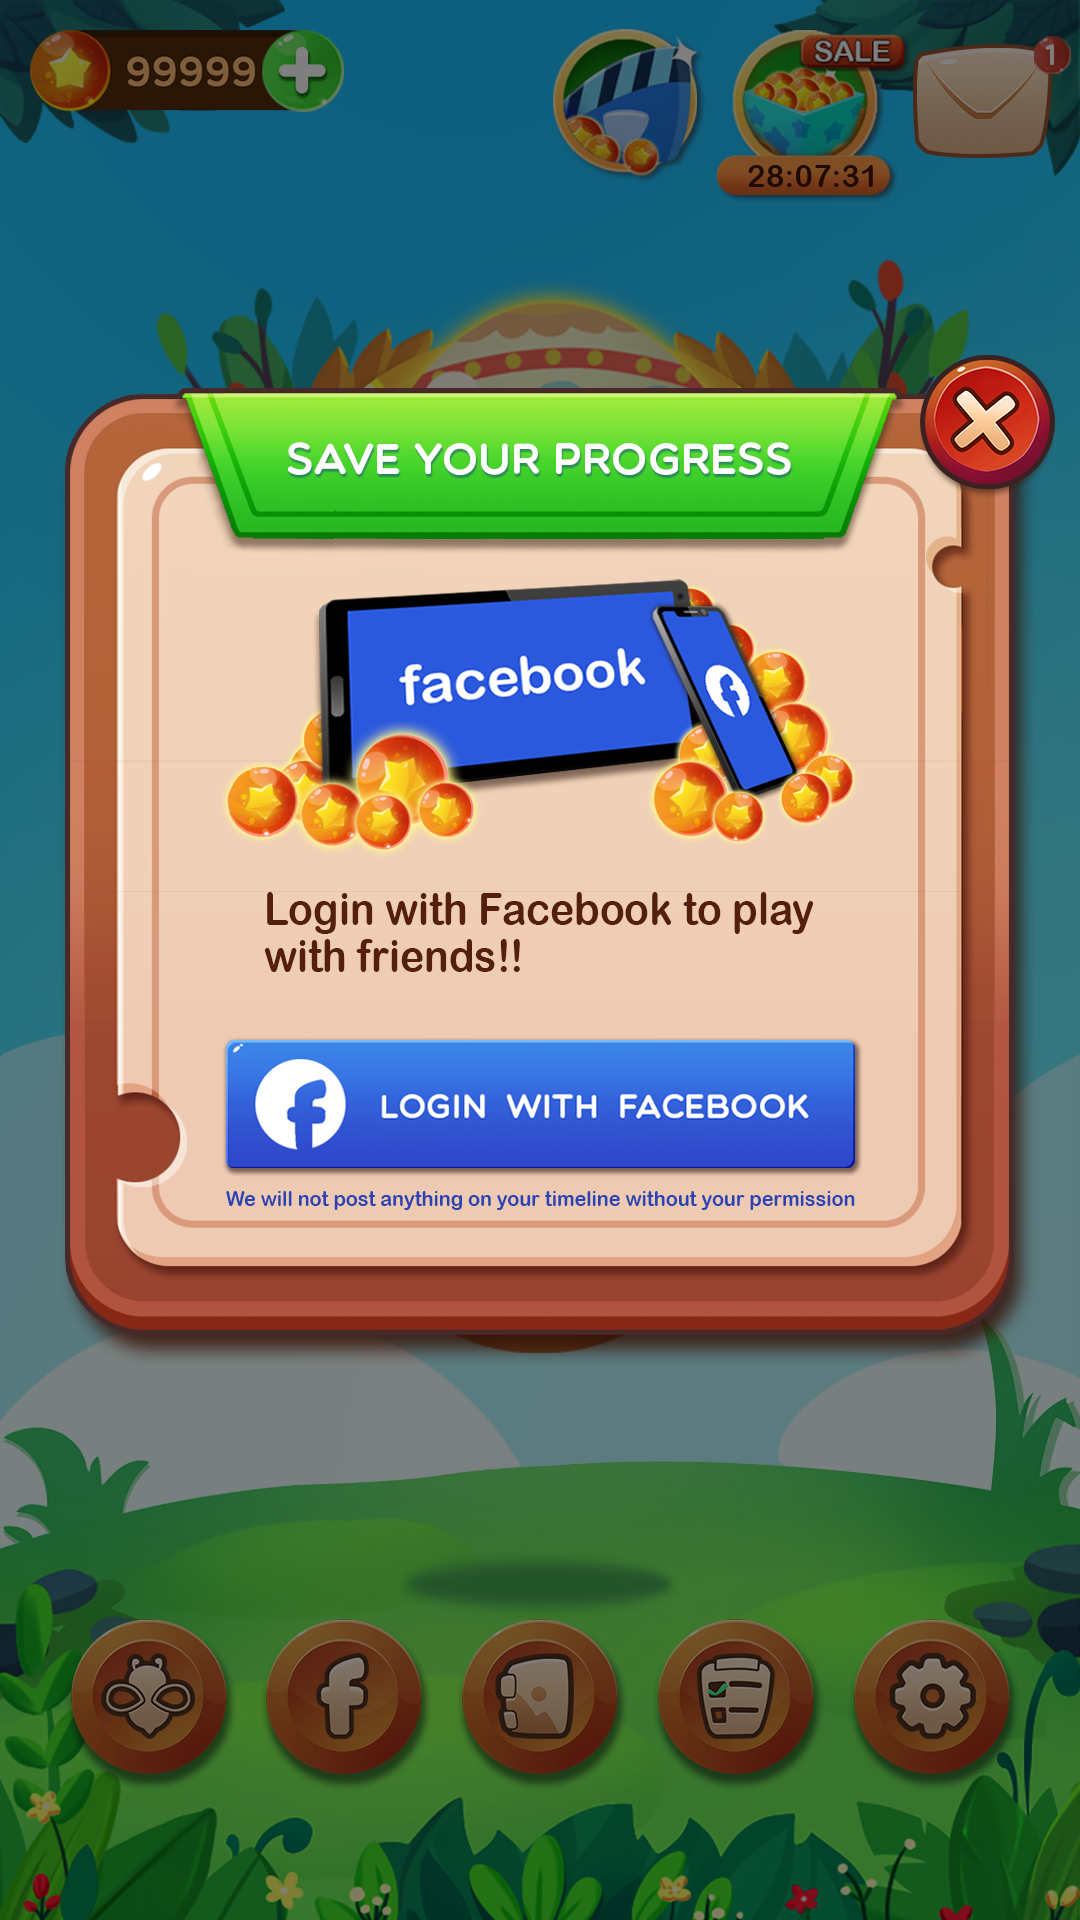 99999
SALE
1
28:07:31
SAVE YOUR PROGRESS
facebook
Login with Facebook to play
with friends!!
LOGIN WITH FACEBOOK
We will not post anything on your timeline without your permission